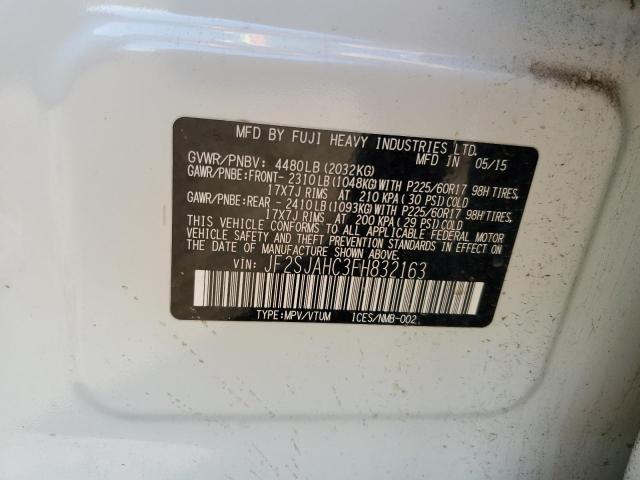 MFD BY FUJI HEAVY INDUSTRIES LTD.
GVWR/PNBV: 4480LB(2032KG) MFD IN 05/15
GAWR/PNBE:FRONT- 2310LB(1048KG)WITH P225/60R17 98H TIRES,
17X7J RIMS AT 210 KPA(30 PSI)COLD
GAWR/PNBE:REAR - 2410LB(1093KG)WITH P225/60R17 98H TIRES,
17X7J RIMS AT 200 KPA(29 PSI)COLD
THIS VEHICLE CONFORMS TO ALL APPLICABLE FEDERAL MOTOR
VEHICLE SAFETY AND THEFT PREVENTION STANDARDS IN EFFECT
ON THE DATE OF MANUFACTURE SHOWN ABOVE.
VIN: JF2SJAHC3FH832163
TYPE:MPV/VTUM ICES/NMB-002